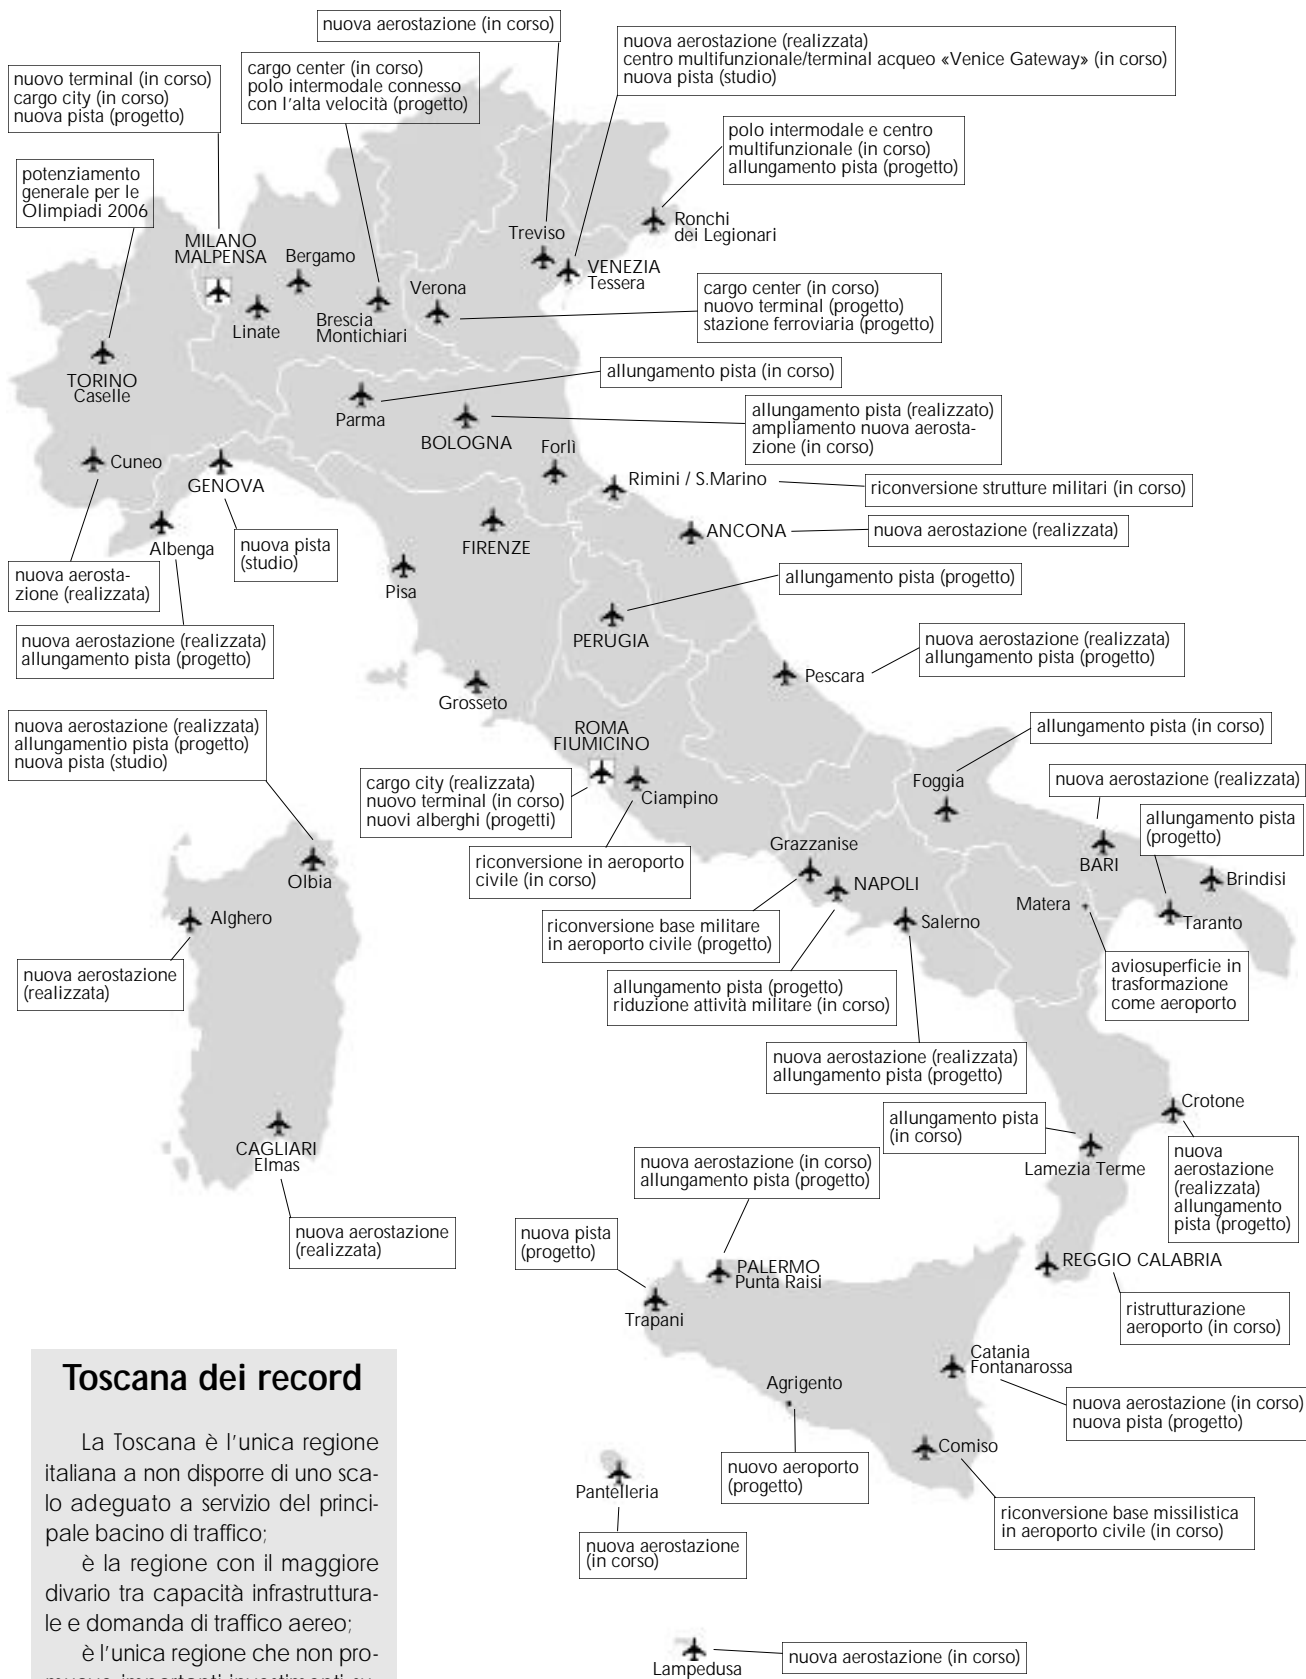 nuova aerostazione (in corso)
nuova aerostazione (realizzata)
centro multifunzionale/terminal acqueo «Venice Gateway» (in corso)
nuova pista (studio)
nuovo terminal (in corso)
cargo city (in corso)
nuova pista (progetto)
cargo center (in corso)
polo intermodale connesso
con l'alta velocità (progetto)
polo intermodale e centro
multifunzionale (in corso)
allungamento pista (progetto)
potenziamento
generale per le
Olimpiadi 2006
MILANO
MALPENSA
Bergamo
Linate
Brescia
Montichiari
Verona
Treviso
VENEZIA
Tessera
Ronchi
dei Legionari
cargo center (in corso)
nuovo terminal (progetto)
stazione ferroviaria (progetto)
TORINO
Caselle
allungamento pista (in corso)
Parma
BOLOGNA
allungamento pista (realizzato)
ampliamento nuova aerosta-
zione (in corso)
Forlì
Cuneo
GENOVA
Rimini / S.Marino
riconversione strutture militari (in corso)
Albenga
nuova pista
(studio)
FIRENZE
ANCONA
nuova aerostazione (realizzata)
nuova aerosta-
zione (realizzata)
Pisa
allungamento pista (progetto)
PERUGIA
nuova aerostazione (realizzata)
allungamento pista (progetto)
nuova aerostazione (realizzata)
allungamento pista (progetto)
Pescara
Grosseto
nuova aerostazione (realizzata)
allungamentio pista (progetto)
nuova pista (studio)
ROMA
FIUMICINO
allungamento pista (in corso)
cargo city (realizzata)
nuovo terminal (in corso)
nuovi alberghi (progetti)
Ciampino
Foggia
nuova aerostazione (realizzata)
allungamento pista
(progetto)
riconversione in aeroporto
civile (in corso)
Grazzanise
BARI
Olbia
NAPOLI
Brindisi
Alghero
Salerno
Matera
Taranto
riconversione base militare
in aeroporto civile (progetto)
nuova aerostazione
(realizzata)
allungamento pista (progetto)
riduzione attività militare (in corso)
aviosuperficie in
trasformazione
come aeroporto
nuova aerostazione (realizzata)
allungamento pista (progetto)
Crotone
allungamento pista
(in corso)
CAGLIARI
Elmas
Lamezia Terme
nuova
aerostazione
(realizzata)
allungamento
pista (progetto)
nuova aerostazione (in corso)
allungamento pista (progetto)
nuova aerostazione
(realizzata)
nuova pista
(progetto)
PALERMO
Punta Raisi
REGGIO CALABRIA
Trapani
ristrutturazione
aeroporto (in corso)
Catania
Fontanarossa
Agrigento
nuova aerostazione (in corso)
nuova pista (progetto)
Comiso
nuovo aeroporto
(progetto)
Pantelleria
riconversione base missilistica
in aeroporto civile (in corso)
nuova aerostazione
(in corso)
Lampedusa
nuova aerostazione (in corso)
Toscana dei record
La Toscana è l'unica regione
italiana a non disporre di uno sca-
lo adeguato a servizio del princi-
pale bacino di traffico;
è la regione con il maggiore
divario tra capacità infrastruttura-
le e domanda di traffico aereo;
è l'unica regione che non pro-